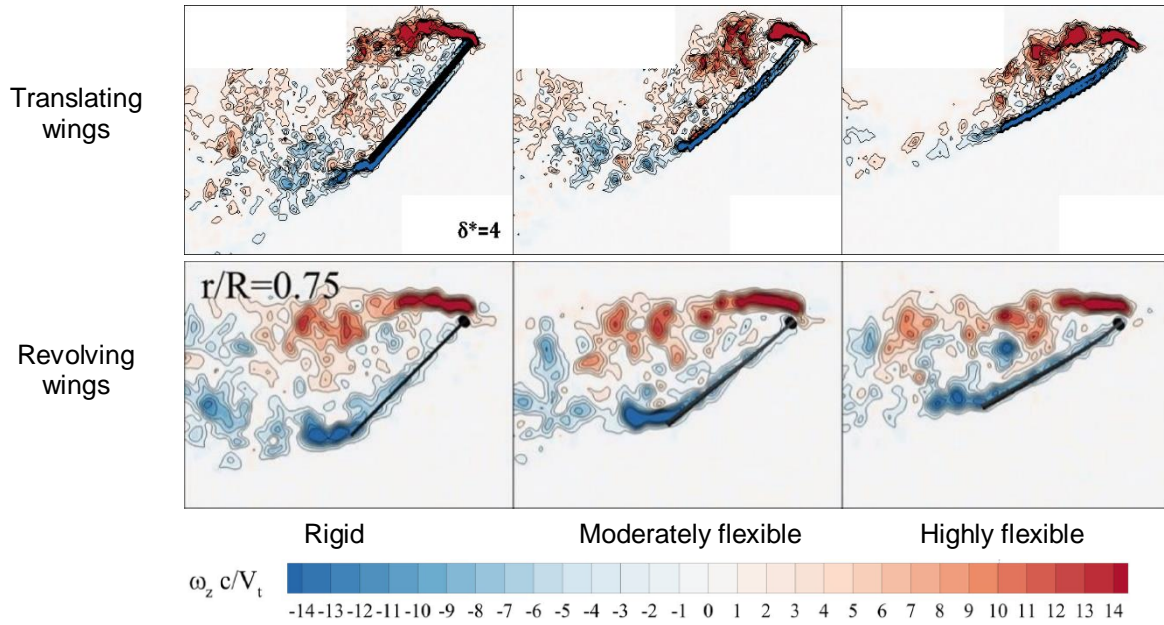 Translating
wings
δ*=4
r/R=0.75
Revolving
wings
Rigid Moderately flexible Highly flexible
ω_z c/V_t
-14 -13 -12 -11 -10 -9 -8 -7 -6 -5 -4 -3 -2 -1 0 1 2 3 4 5 6 7 8 9 10 11 12 13 14